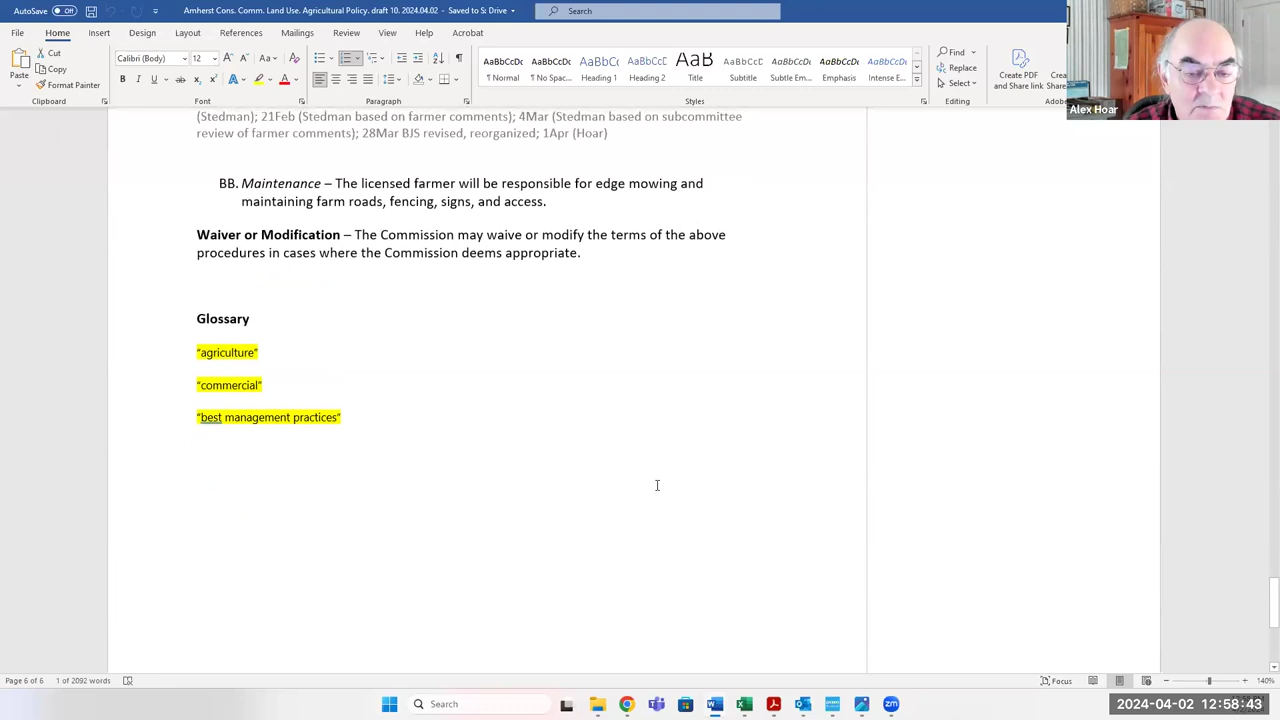 AutoSave Off Amherst Cons. Comm. Land Use. Agricultural Policy. draft 10. 2024.04.02 - Saved to S: Drive Search
File Home Insert Design Layout References Mailings Review View Help Acrobat
Cut Calibri (Body) 12 Aa AaBbCcDc AaBbCcDc AaBbCc AaBbCcD AaB AaBbCcD AaBbCcDt AaBbCcDt AaBbCcDt Find
Copy Replace
Paste Format Painter B I U ab x₂ x² A A ¶ Normal ¶ No Spac... Heading 1 Heading 2 Title Subtitle Subtle Em... Emphasis Intense E... Select Create PDF and Share link
Clipboard Font Paragraph Styles Editing
Alex Hoar
(Stedman); 21Feb (Stedman based on farmer comments); 4Mar (Stedman based on subcommittee
review of farmer comments); 28Mar BJS revised, reorganized; 1Apr (Hoar)
BB. Maintenance – The licensed farmer will be responsible for edge mowing and
maintaining farm roads, fencing, signs, and access.
Waiver or Modification – The Commission may waive or modify the terms of the above
procedures in cases where the Commission deems appropriate.
Glossary
“agriculture”
“commercial”
“best management practices”
Page 6 of 6 1 of 2092 words Focus 140%
Search
2024-04-02 12:58:43